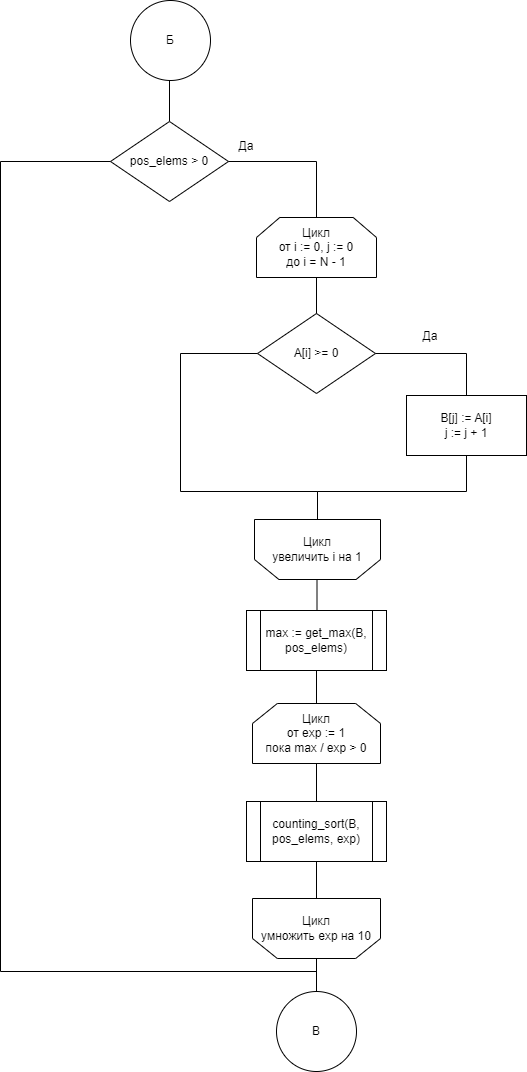 Б
pos_elems > 0
Да
Цикл
от i := 0, j := 0
до i = N - 1
A[i] >= 0
Да
B[j] := A[i]
j := j + 1
Цикл
увеличить i на 1
max := get_max(B,
pos_elems)
Цикл
от exp := 1
пока max / exp > 0
counting_sort(B,
pos_elems, exp)
Цикл
умножить exp на 10
В